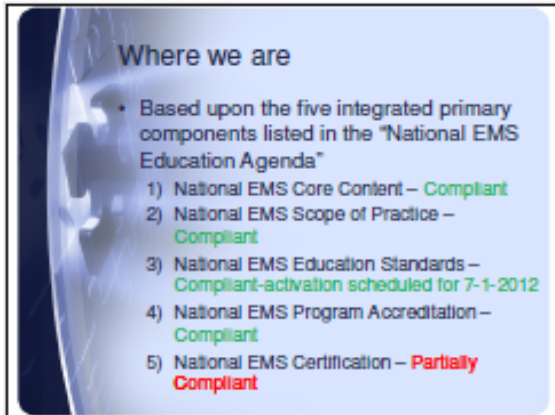 Where we are
• Based upon the five integrated primary
components listed in the "National EMS
Education Agenda"
1) National EMS Core Content – Compliant
2) National EMS Scope of Practice –
Compliant
3) National EMS Education Standards –
Compliant-activation scheduled for 7-1-2012
4) National EMS Program Accreditation –
Compliant
5) National EMS Certification – Partially
Compliant